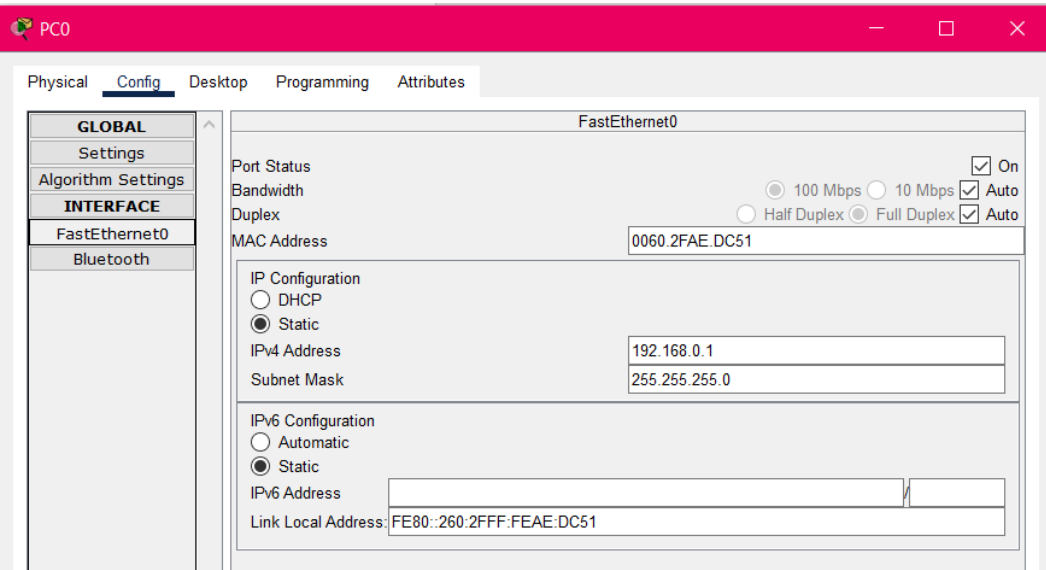 PC0
Physical Config Desktop Programming Attributes
GLOBAL
Settings
Algorithm Settings
INTERFACE
FastEthernet0
Bluetooth
FastEthernet0
Port Status On
Bandwidth 100 Mbps 10 Mbps Auto
Duplex Half Duplex Full Duplex Auto
MAC Address 0060.2FAE.DC51
IP Configuration
DHCP
Static
IPv4 Address 192.168.0.1
Subnet Mask 255.255.255.0
IPv6 Configuration
Automatic
Static
IPv6 Address /
Link Local Address: FE80::260:2FFF:FEAE:DC51